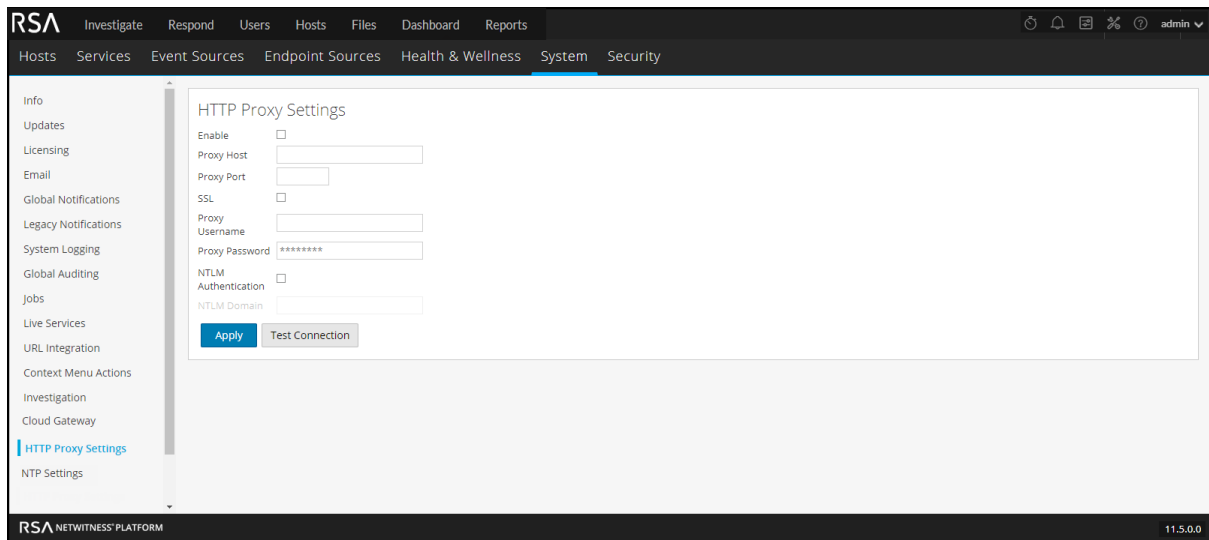 RSA Investigate Respond Users Hosts Files Dashboard Reports admin
Hosts Services Event Sources Endpoint Sources Health & Wellness System Security
Info
Updates
Licensing
Email
Global Notifications
Legacy Notifications
System Logging
Global Auditing
Jobs
Live Services
URL Integration
Context Menu Actions
Investigation
Cloud Gateway
HTTP Proxy Settings
NTP Settings
HTTP Proxy Settings
Enable
Proxy Host
Proxy Port
SSL
Proxy
Username
Proxy Password ********
NTLM
Authentication
NTLM Domain
Apply Test Connection
RSA NETWITNESS® PLATFORM 11.5.0.0